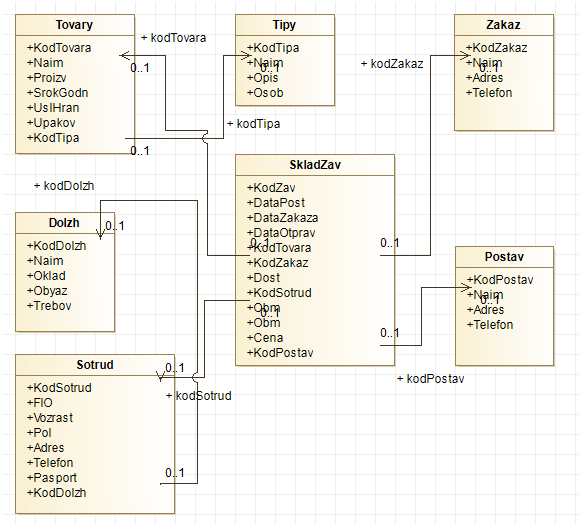 Tovary
+KodTovara
+Naim
+Proizv
+SrokGodn
+UslHran
+Upakov
+KodTipa
+ kodTovara
0..1
0..1
Tipy
+KodTipa
+Naim
0..1
+Opis
+Osob
+ kodTipa
Zakaz
+KodZakaz
+Naim
0..1
+Adres
+Telefon
+ kodZakaz
+ kodDolzh
Dolzh
0..1
+KodDolzh
+Naim
+Oklad
+Obyaz
+Trebov
SkladZav
+KodZav
+DataPost
+DataZakaza
+DataOtprav
0..1
0..1
+KodTovara
+KodZakaz
+Dost
+KodSotrud
+Obm
0..1
+Obm
+Cena
0..1
+KodPostav
Postav
+KodPostav
+Naim
0..1
+Adres
+Telefon
+ kodPostav
Sotrud
0..1
+KodSotrud
+ kodSotrud
+FIO
+Vozrast
+Pol
+Adres
+Telefon
0..1
+Pasport
+KodDolzh